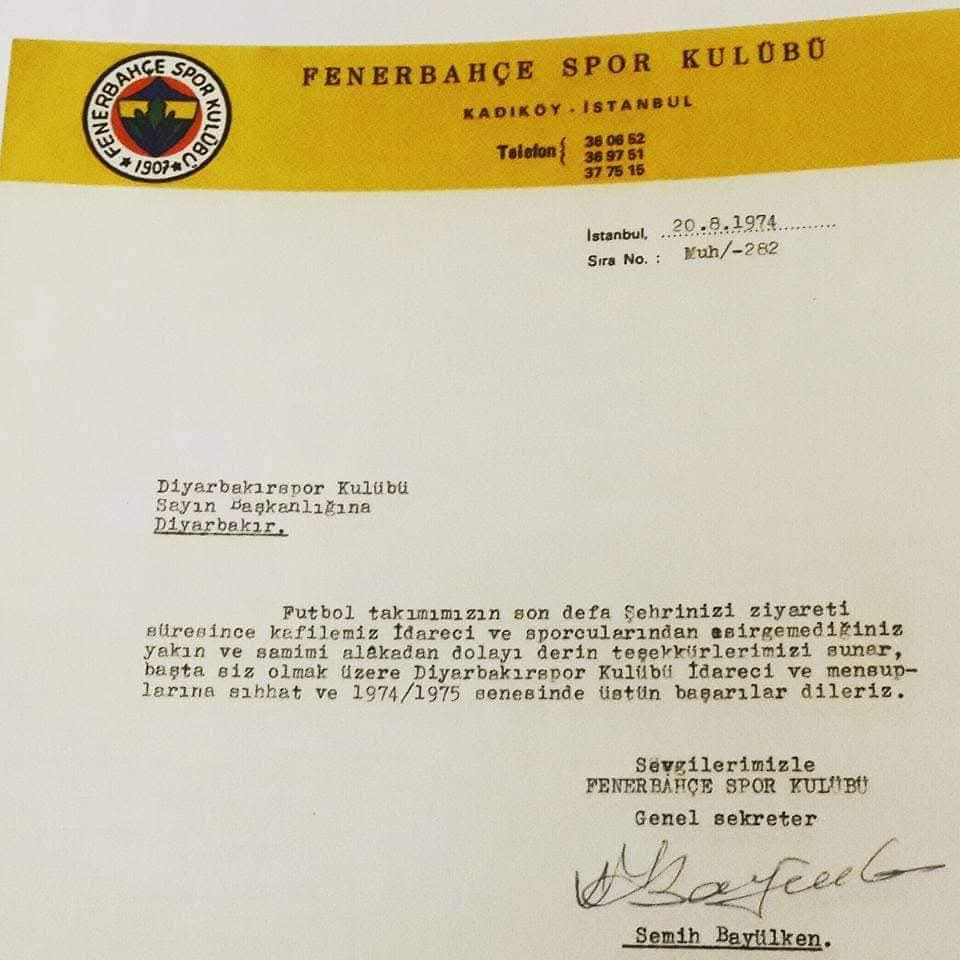 FENERBAHÇE SPOR KULÜBÜ
★ 1907 ★
FENERBAHÇE SPOR KULÜBÜ
KADIKÖY - İSTANBUL
Telefon { 36 06 52
36 97 51
37 75 15
İstanbul, 20.8.1974
Sıra No. : Muh/-282
Diyarbakırspor Kulübü
Sayın Başkanlığına
Diyarbakır.
Futbol takımımızın son defa Şehrinizi ziyareti
süresince kafilemiz İdareci ve sporcularından esirgemediğiniz
yakın ve samimi alâkadan dolayı derin teşekkürlerimizi sunar,
başta siz olmak üzere Diyarbakırspor Kulübü İdareci ve mensup-
larına sıhhat ve 1974/1975 senesinde üstün başarılar dileriz.
Sevgilerimizle
FENERBAHÇE SPOR KULÜBÜ
Genel sekreter
Semih Bayülken.